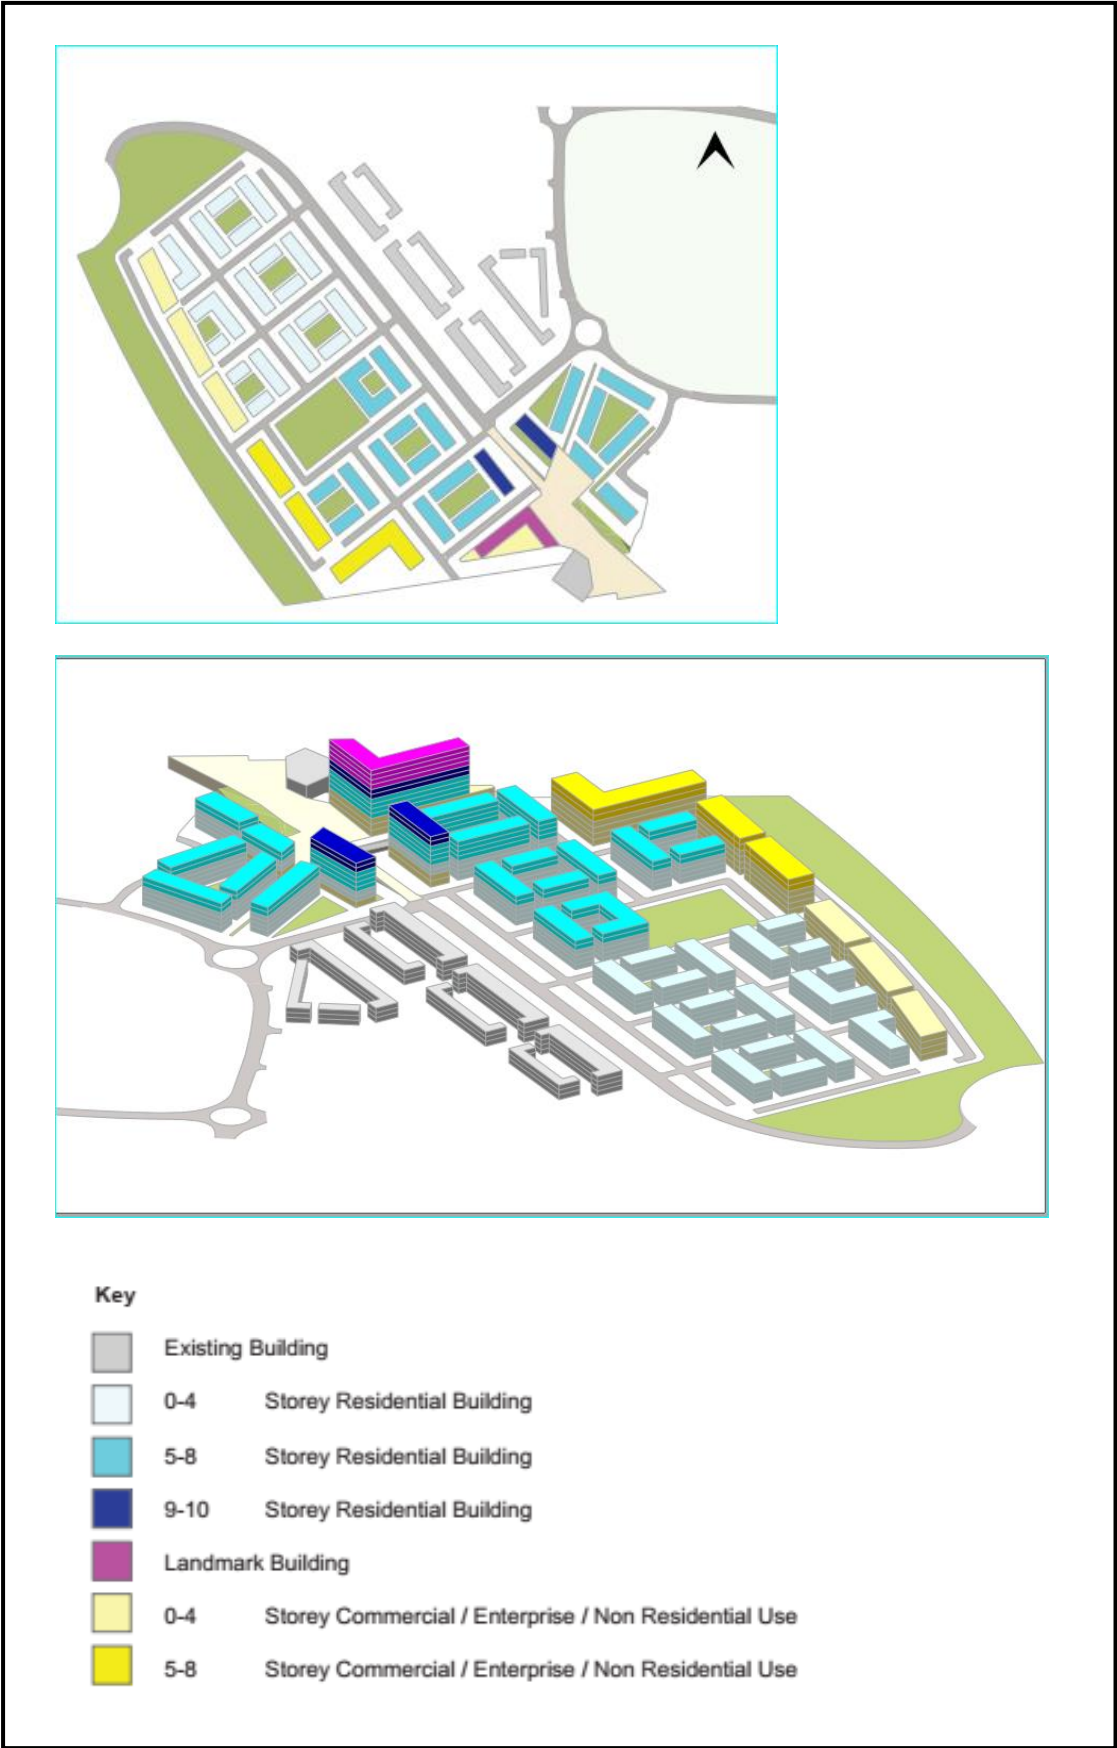 Key
Existing Building
0-4 Storey Residential Building
5-8 Storey Residential Building
9-10 Storey Residential Building
Landmark Building
0-4 Storey Commercial / Enterprise / Non Residential Use
5-8 Storey Commercial / Enterprise / Non Residential Use